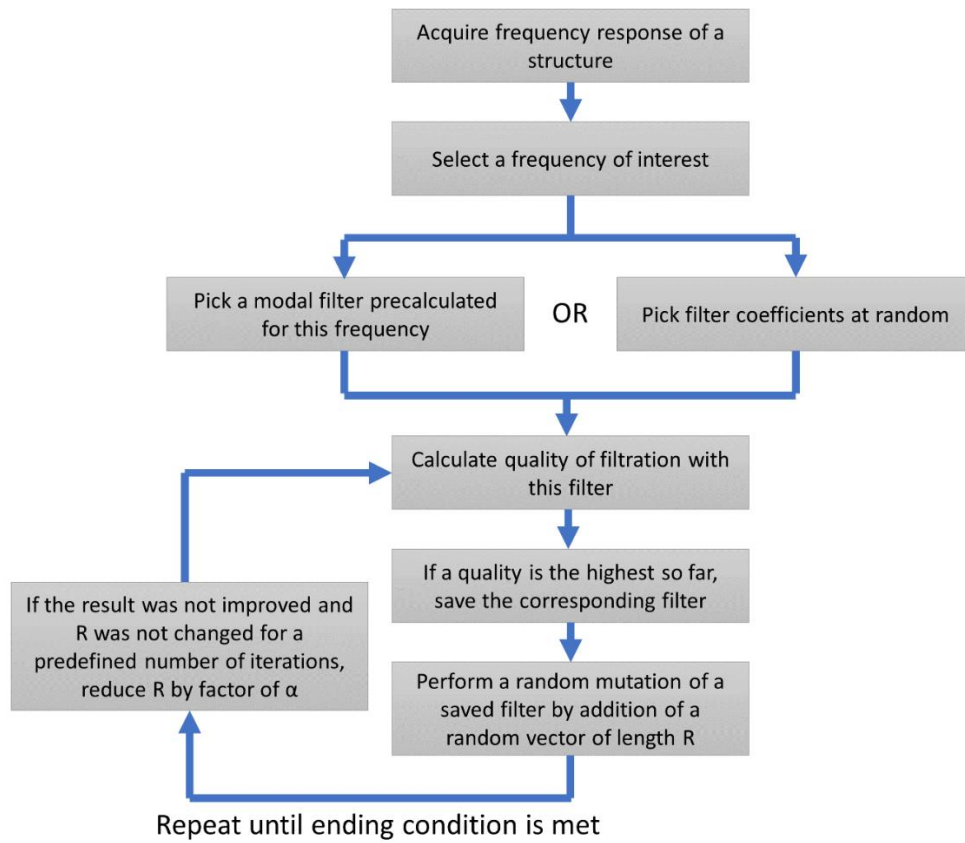 Acquire frequency response of a
structure
Select a frequency of interest
Pick a modal filter precalculated
for this frequency
OR
Pick filter coefficients at random
Calculate quality of filtration with
this filter
If a quality is the highest so far,
save the corresponding filter
If the result was not improved and
R was not changed for a
predefined number of iterations,
reduce R by factor of α
Perform a random mutation of a
saved filter by addition of a
random vector of length R
Repeat until ending condition is met